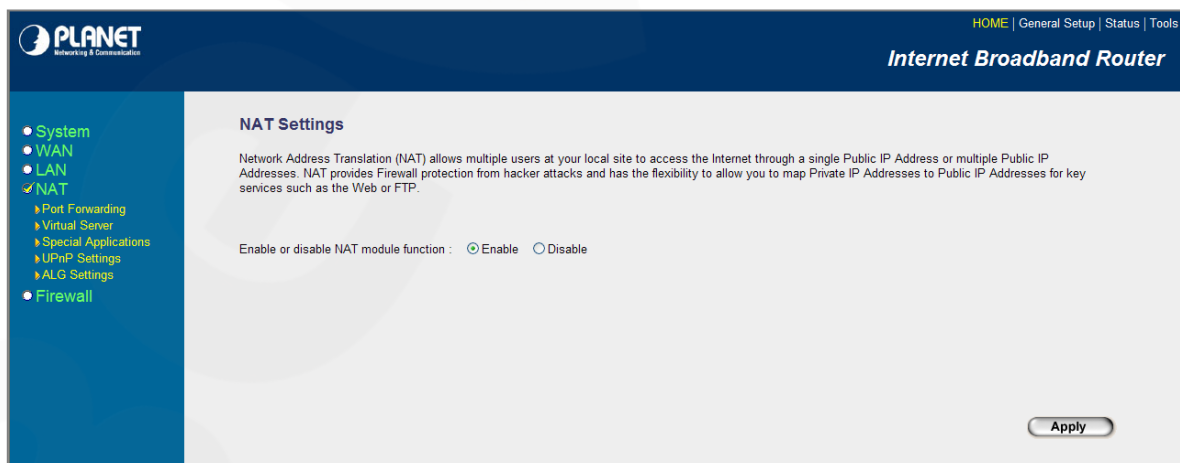 PLANET
Networking & Communication
HOME | General Setup | Status | Tools
Internet Broadband Router
System
WAN
LAN
NAT
Port Forwarding
Virtual Server
Special Applications
UPnP Settings
ALG Settings
Firewall
NAT Settings
Network Address Translation (NAT) allows multiple users at your local site to access the Internet through a single Public IP Address or multiple Public IP
Addresses. NAT provides Firewall protection from hacker attacks and has the flexibility to allow you to map Private IP Addresses to Public IP Addresses for key
services such as the Web or FTP.
Enable or disable NAT module function : Enable Disable
Apply